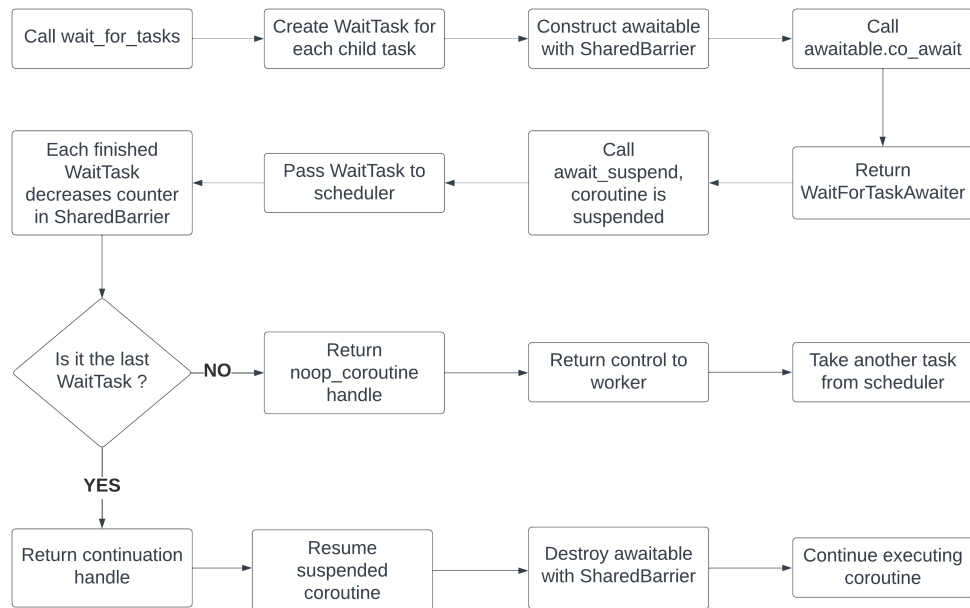 Call wait_for_tasks
Create WaitTask for
each child task
Construct awaitable
with SharedBarrier
Call
awaitable.co_await
Return
WaitForTaskAwaiter
Call
await_suspend,
coroutine is
suspended
Pass WaitTask to
scheduler
Each finished
WaitTask
decreases counter
in SharedBarrier
Is it the last
WaitTask ?
NO
Return
noop_coroutine
handle
Return control to
worker
Take another task
from scheduler
YES
Return continuation
handle
Resume
suspended
coroutine
Destroy awaitable
with SharedBarrier
Continue executing
coroutine